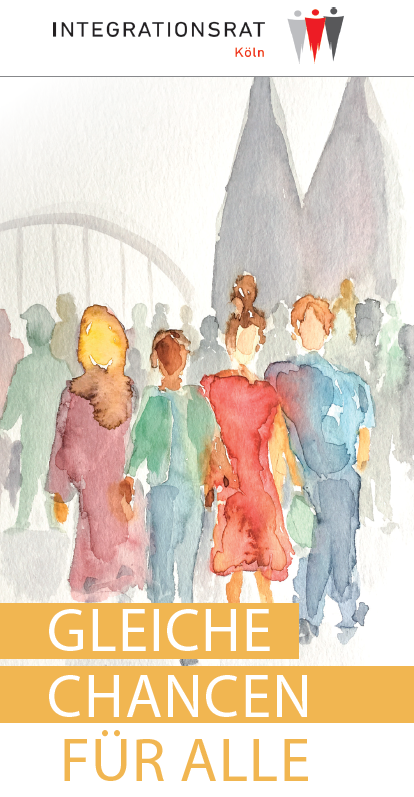 INTEGRATIONSRAT
Köln
GLEICHE
CHANCEN
FÜR ALLE